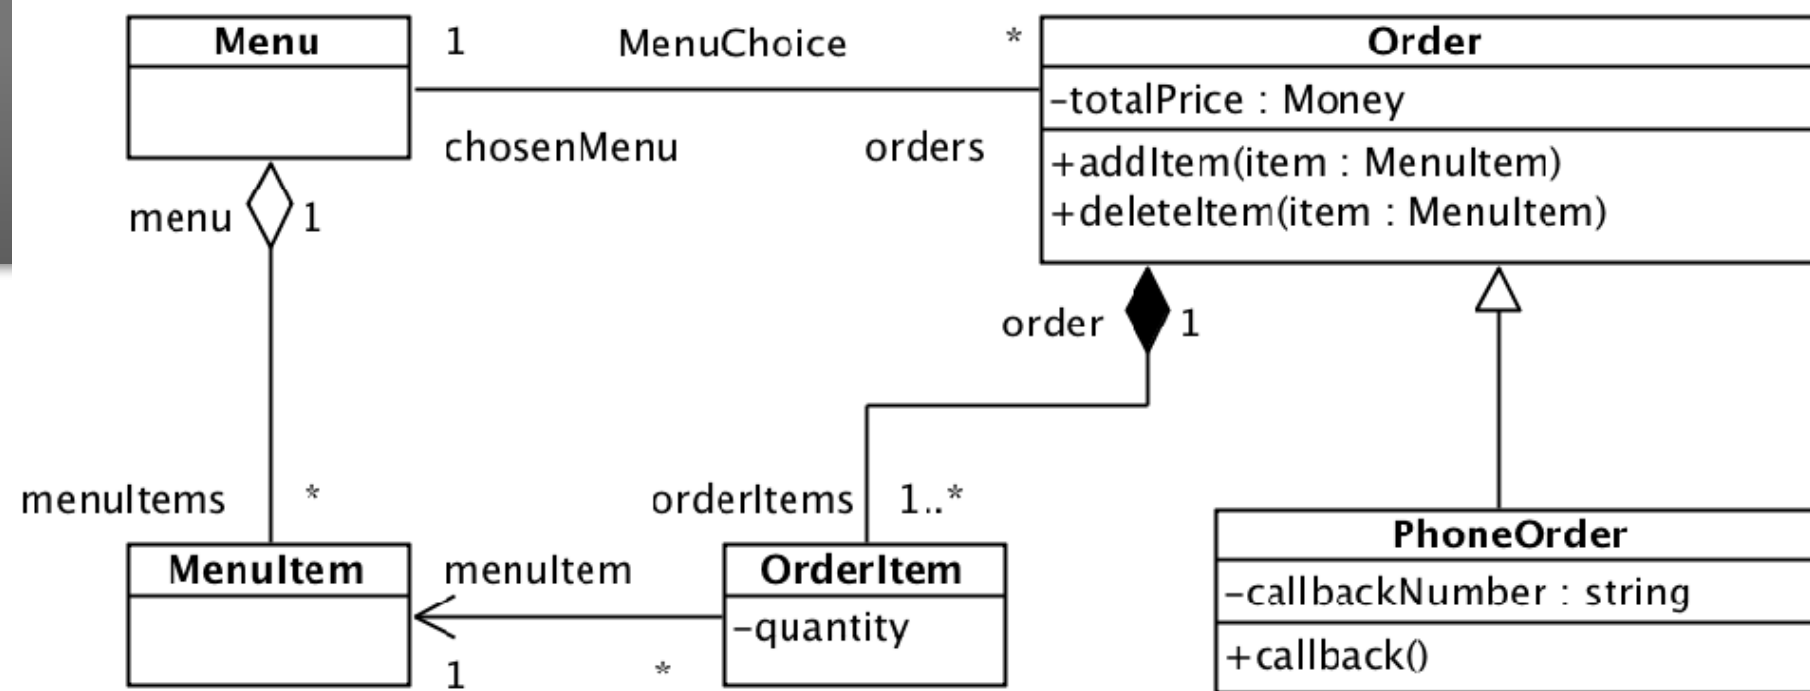 Menu
1 MenuChoice *
chosenMenu orders
Order
-totalPrice : Money
+addItem(item : MenuItem)
+deleteItem(item : MenuItem)
menu 1
order 1
menuItems *
orderItems 1..*
MenuItem
menuItem
1 *
OrderItem
-quantity
PhoneOrder
-callbackNumber : string
+callback()